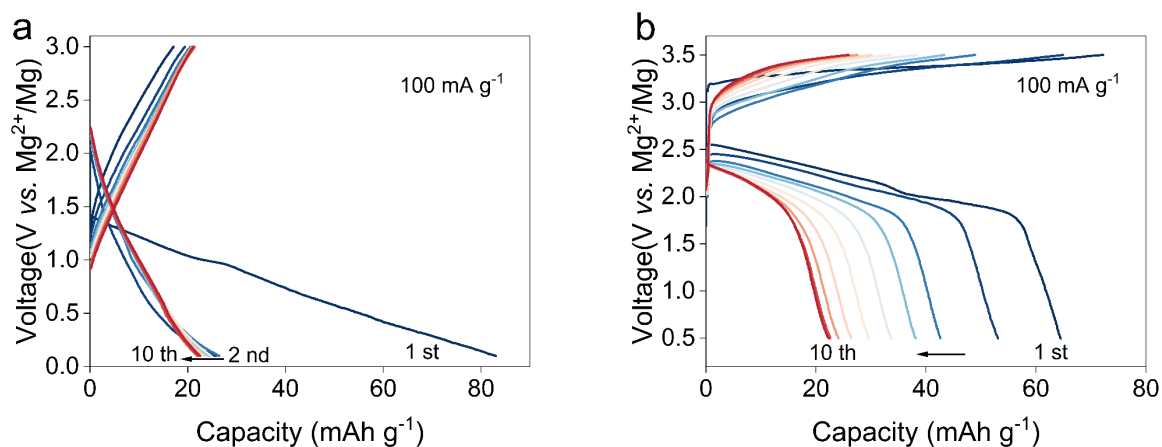 a
3.0
2.5
2.0
1.5
1.0
0.5
0.0
Voltage(V vs. Mg²⁺/Mg)
100 mA g⁻¹
10 th
2 nd
1 st
0 20 40 60 80
Capacity (mAh g⁻¹)
b
3.5
3.0
2.5
2.0
1.5
1.0
0.5
Voltage(V vs. Mg²⁺/Mg)
100 mA g⁻¹
10 th
1 st
0 20 40 60 80
Capacity (mAh g⁻¹)